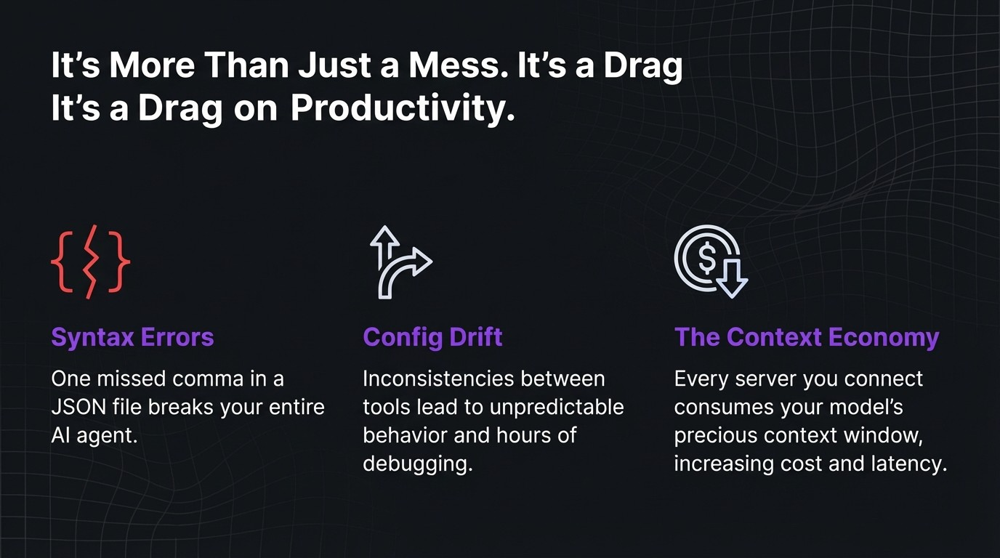 It’s More Than Just a Mess. It’s a Drag
It’s a Drag on Productivity.
Syntax Errors
One missed comma in a
JSON file breaks your entire
AI agent.
Config Drift
Inconsistencies between
tools lead to unpredictable
behavior and hours of
debugging.
$
The Context Economy
Every server you connect
consumes your model’s
precious context window,
increasing cost and latency.